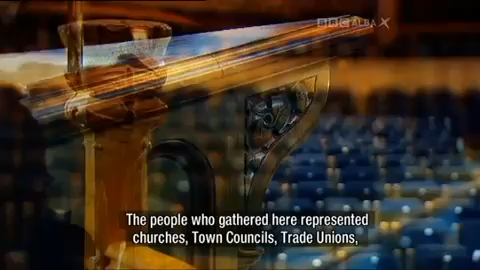 BBC ALBA
The people who gathered here represented
churches, Town Councils, Trade Unions,